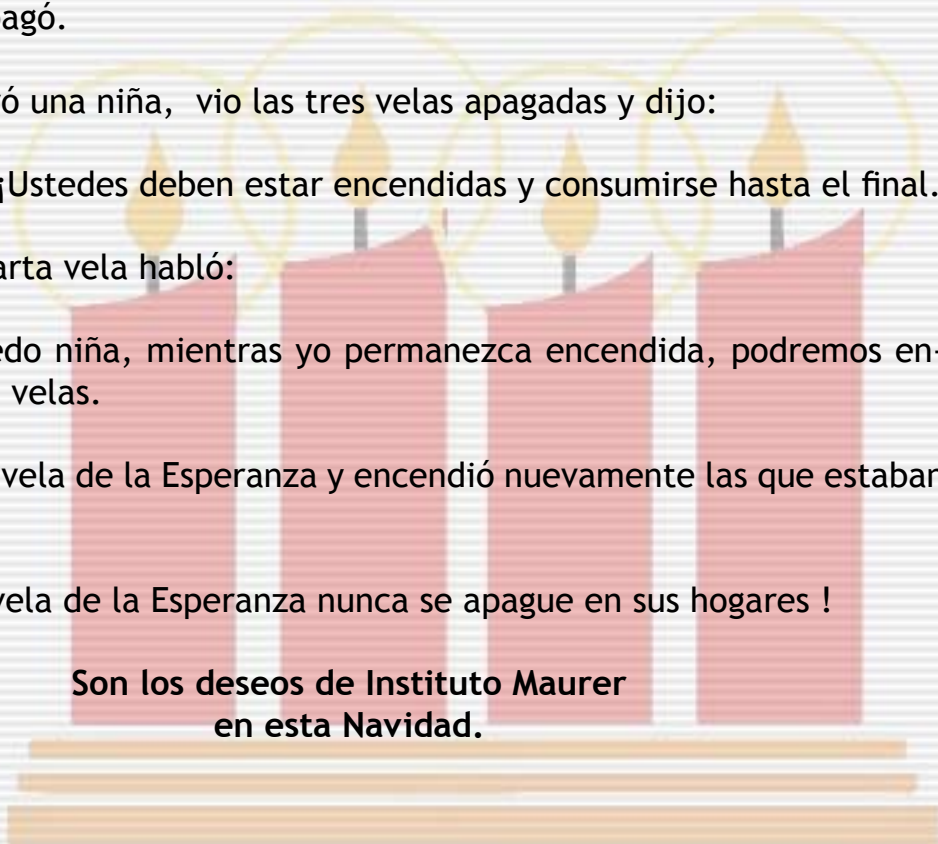 agó.
ó una niña, vio las tres velas apagadas y dijo:
¡Ustedes deben estar encendidas y consumirse hasta el final.
arta vela habló:
edo niña, mientras yo permanezca encendida, podremos en-
velas.
vela de la Esperanza y encendió nuevamente las que estaban
vela de la Esperanza nunca se apague en sus hogares !
Son los deseos de Instituto Maurer
en esta Navidad.